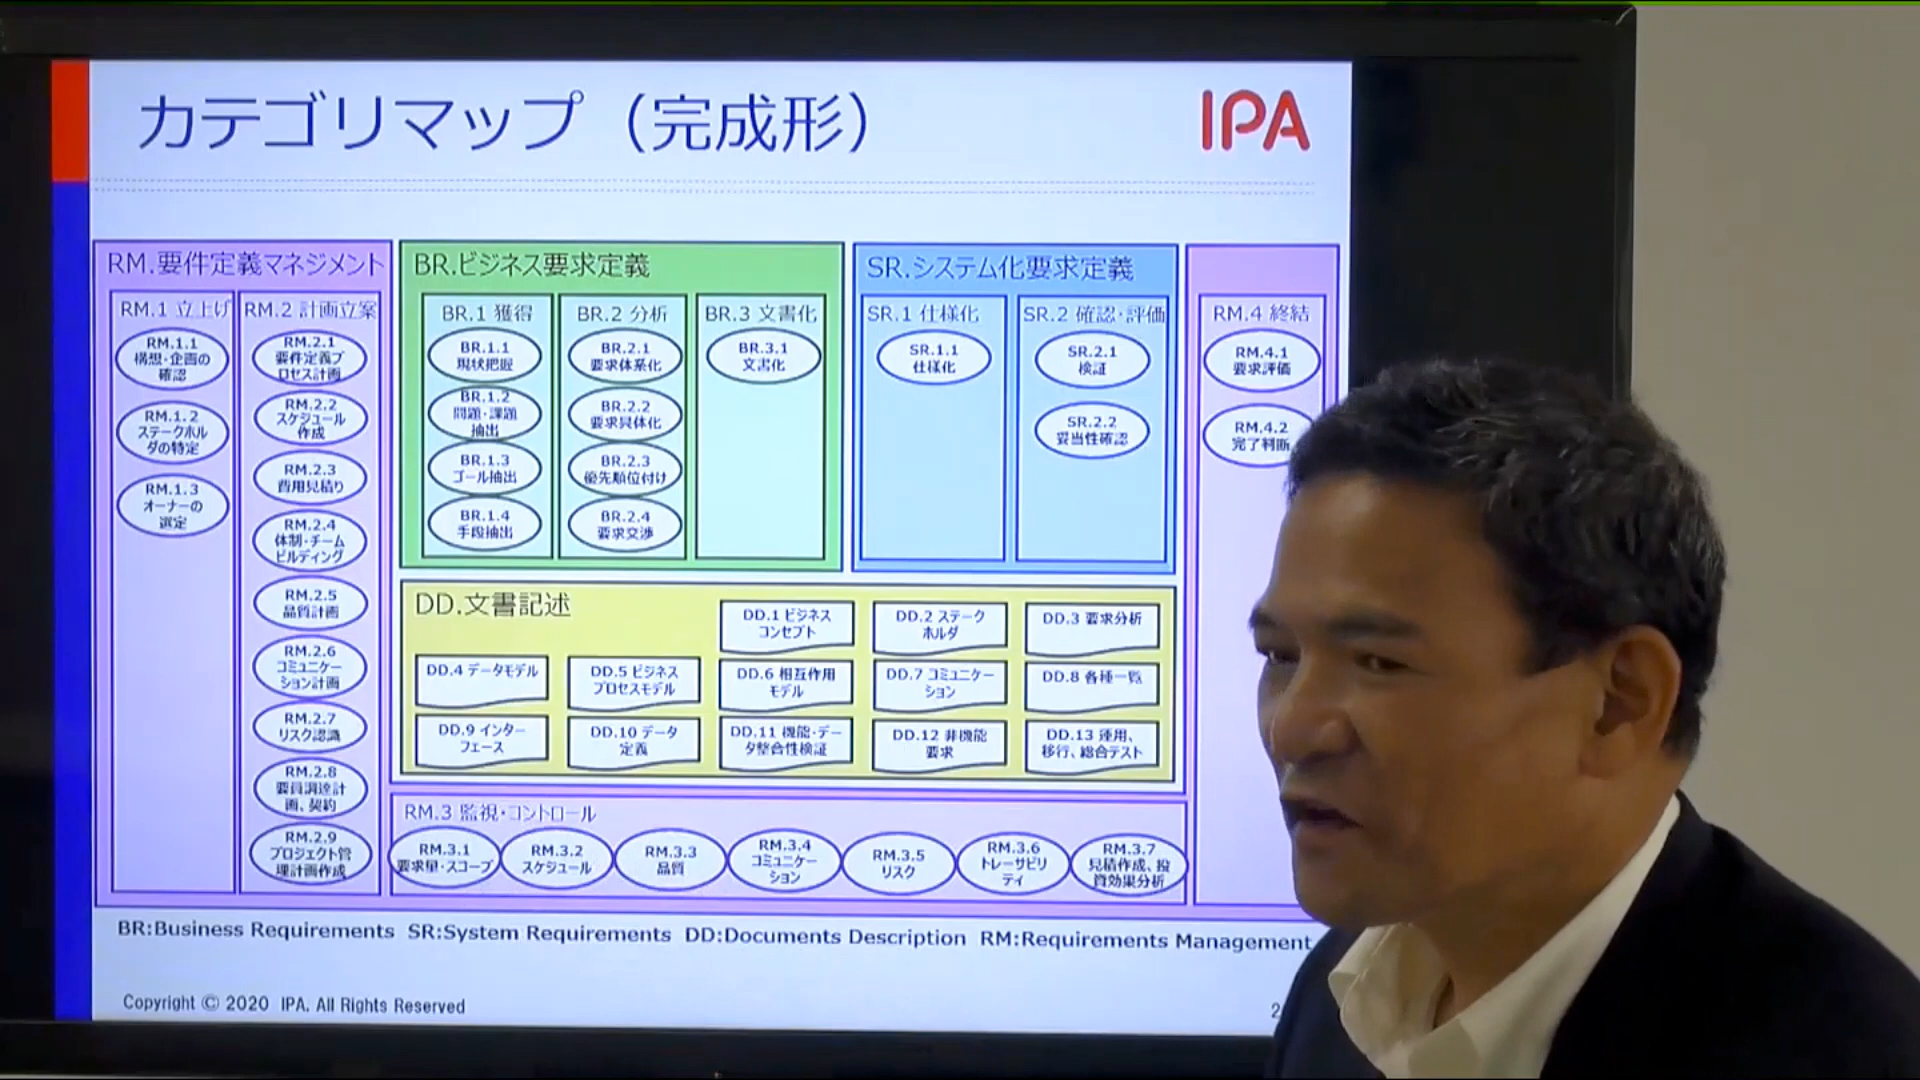 カテゴリマップ（完成形）
IPA
RM.要件定義マネジメント
RM.1 立上げ
RM.1.1
構想・企画の
確認
RM.1.2
ステークホル
ダの特定
RM.1.3
オーナーの
選定
RM.2 計画立案
RM.2.1
要件定義プ
ロセス計画
RM.2.2
スケジュール
作成
RM.2.3
費用見積り
RM.2.4
体制・チーム
ビルディング
RM.2.5
品質計画
RM.2.6
コミュニケー
ション計画
RM.2.7
リスク認識
RM.2.8
要員調達計
画、契約
RM.2.9
プロジェクト管
理計画作成
BR.ビジネス要求定義
BR.1 獲得
BR.1.1
現状把握
BR.1.2
問題・課題
抽出
BR.1.3
ゴール抽出
BR.1.4
手段抽出
BR.2 分析
BR.2.1
要求体系化
BR.2.2
要求具体化
BR.2.3
優先順位付け
BR.2.4
要求交渉
BR.3 文書化
BR.3.1
文書化
SR.システム化要求定義
SR.1 仕様化
SR.1.1
仕様化
SR.2 確認・評価
SR.2.1
検証
SR.2.2
妥当性確認
RM.4 終結
RM.4.1
要求評価
RM.4.2
完了判断
DD.文書記述
DD.1 ビジネス
コンセプト
DD.2 ステーク
ホルダ
DD.3 要求分析
DD.4 データモデル
DD.5 ビジネス
プロセスモデル
DD.6 相互作用
モデル
DD.7 コミュニケー
ション
DD.8 各種一覧
DD.9 インター
フェース
DD.10 データ
定義
DD.11 機能・デー
タ整合性検証
DD.12 非機能
要求
DD.13 運用、
移行、総合テスト
RM.3 監視・コントロール
RM.3.1
要求量・スコープ
RM.3.2
スケジュール
RM.3.3
品質
RM.3.4
コミュニケー
ション
RM.3.5
リスク
RM.3.6
トレーサビリ
ティ
RM.3.7
見積作成、投
資効果分析
BR:Business Requirements SR:System Requirements DD:Documents Description RM:Requirements Management
Copyright © 2020 IPA. All Rights Reserved